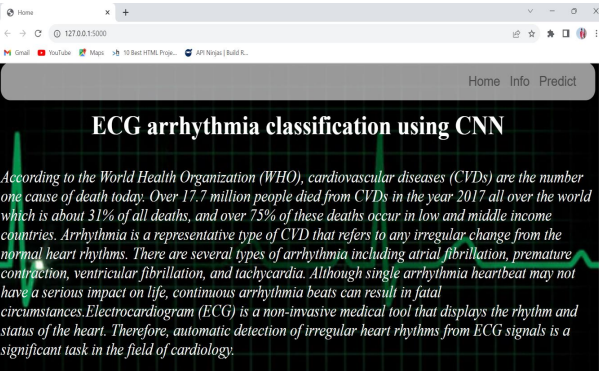 Home
127.0.0.1:5000
Gmail YouTube Maps 10 Best HTML Proje... API Ninjas | Build R...
Home Info Predict
ECG arrhythmia classification using CNN
According to the World Health Organization (WHO), cardiovascular diseases (CVDs) are the number
one cause of death today. Over 17.7 million people died from CVDs in the year 2017 all over the world
which is about 31% of all deaths, and over 75% of these deaths occur in low and middle income
countries. Arrhythmia is a representative type of CVD that refers to any irregular change from the
normal heart rhythms. There are several types of arrhythmia including atrial fibrillation, premature
contraction, ventricular fibrillation, and tachycardia. Although single arrhythmia heartbeat may not
have a serious impact on life, continuous arrhythmia beats can result in fatal
circumstances.Electrocardiogram (ECG) is a non-invasive medical tool that displays the rhythm and
status of the heart. Therefore, automatic detection of irregular heart rhythms from ECG signals is a
significant task in the field of cardiology.